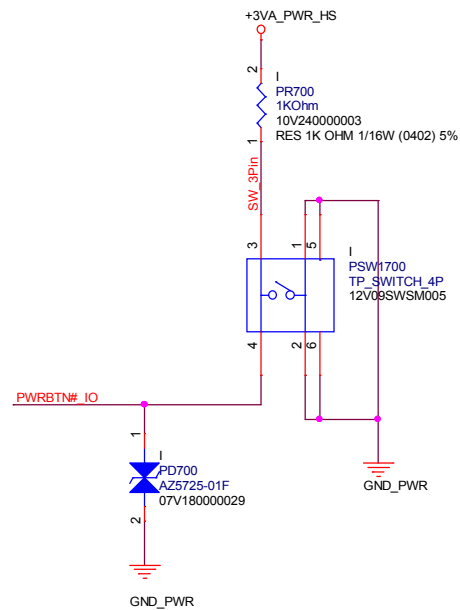 +3VA_PWR_HS
2
I
PR700
1KOhm
10V240000003
RES 1K OHM 1/16W (0402) 5%
1
SW_3Pin
3
1
5
I
PSW1700
TP_SWITCH_4P
12V09SWSM005
4
2
6
PWRBTN#_IO
1
I
PD700
AZ5725-01F
07V180000029
2
GND_PWR
GND_PWR